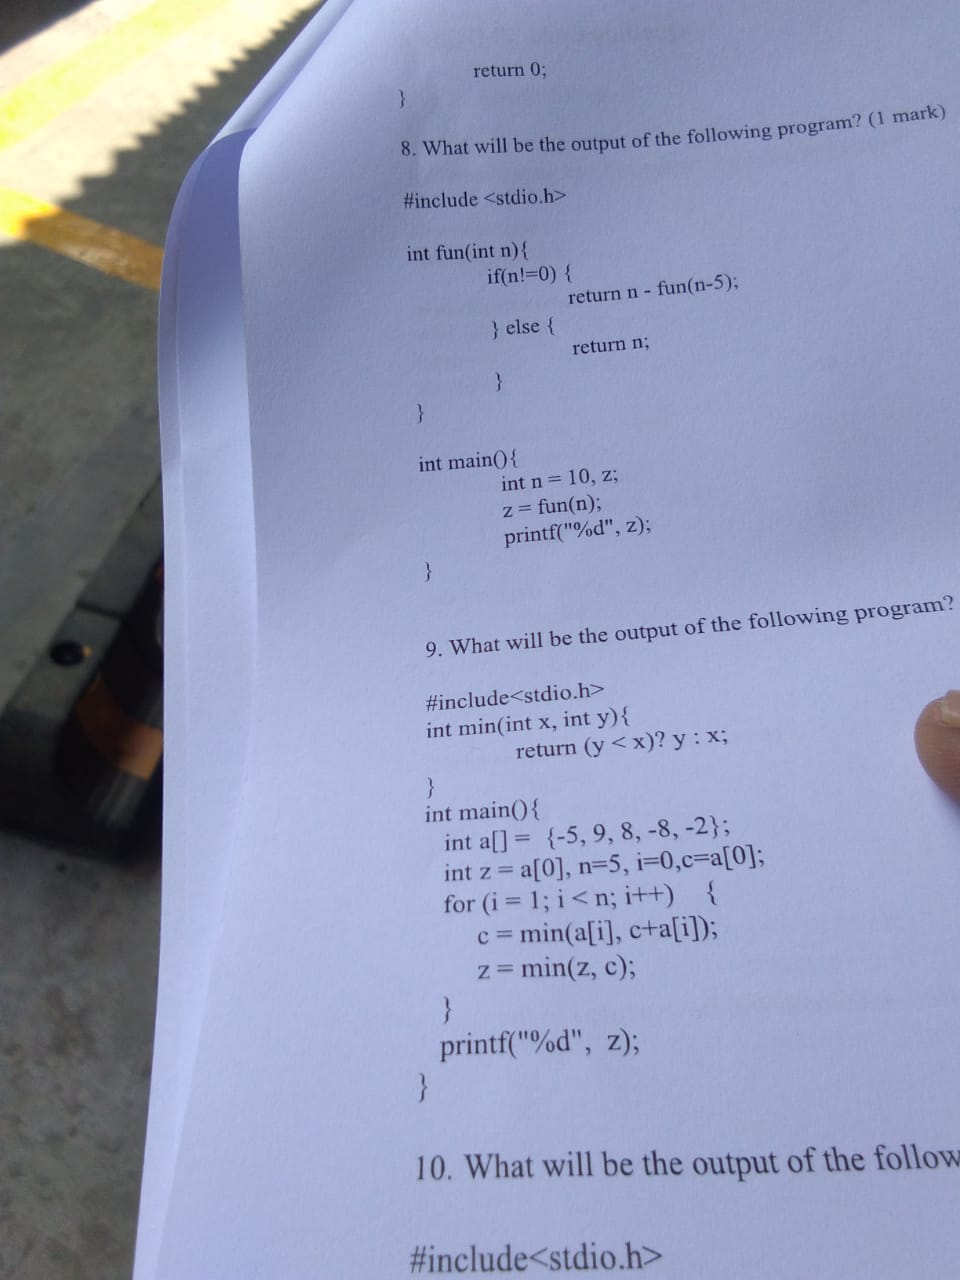 return 0;
}
8. What will be the output of the following program? (1 mark)
#include <stdio.h>
int fun(int n){
if(n!=0) {
return n - fun(n-5);
} else {
return n;
}
}
int main(){
int n = 10, z;
z = fun(n);
printf("%d", z);
}
9. What will be the output of the following program?
#include<stdio.h>
int min(int x, int y){
return (y < x)? y : x;
}
int main(){
int a[] = {-5, 9, 8, -8, -2};
int z = a[0], n=5, i=0,c=a[0];
for (i = 1; i < n; i++) {
c = min(a[i], c+a[i]);
z = min(z, c);
}
printf("%d", z);
}
10. What will be the output of the follow
#include<stdio.h>